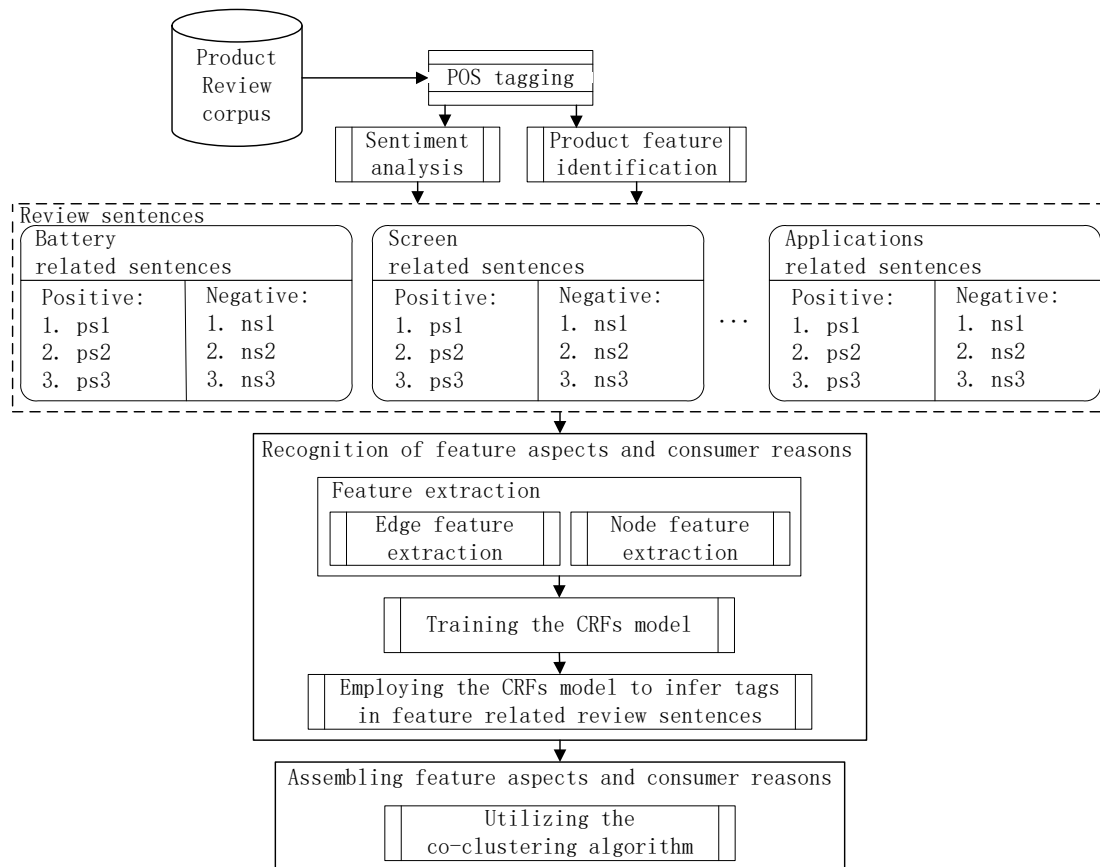 Product
Review
corpus
POS tagging
Sentiment
analysis
Product feature
identification
Review sentences
Battery
related sentences
Positive:
1. ps1
2. ps2
3. ps3
Negative:
1. ns1
2. ns2
3. ns3
Screen
related sentences
Positive:
1. ps1
2. ps2
3. ps3
Negative:
1. ns1
2. ns2
3. ns3
...
Applications
related sentences
Positive:
1. ps1
2. ps2
3. ps3
Negative:
1. ns1
2. ns2
3. ns3
Recognition of feature aspects and consumer reasons
Feature extraction
Edge feature
extraction
Node feature
extraction
Training the CRFs model
Employing the CRFs model to infer tags
in feature related review sentences
Assembling feature aspects and consumer reasons
Utilizing the
co-clustering algorithm